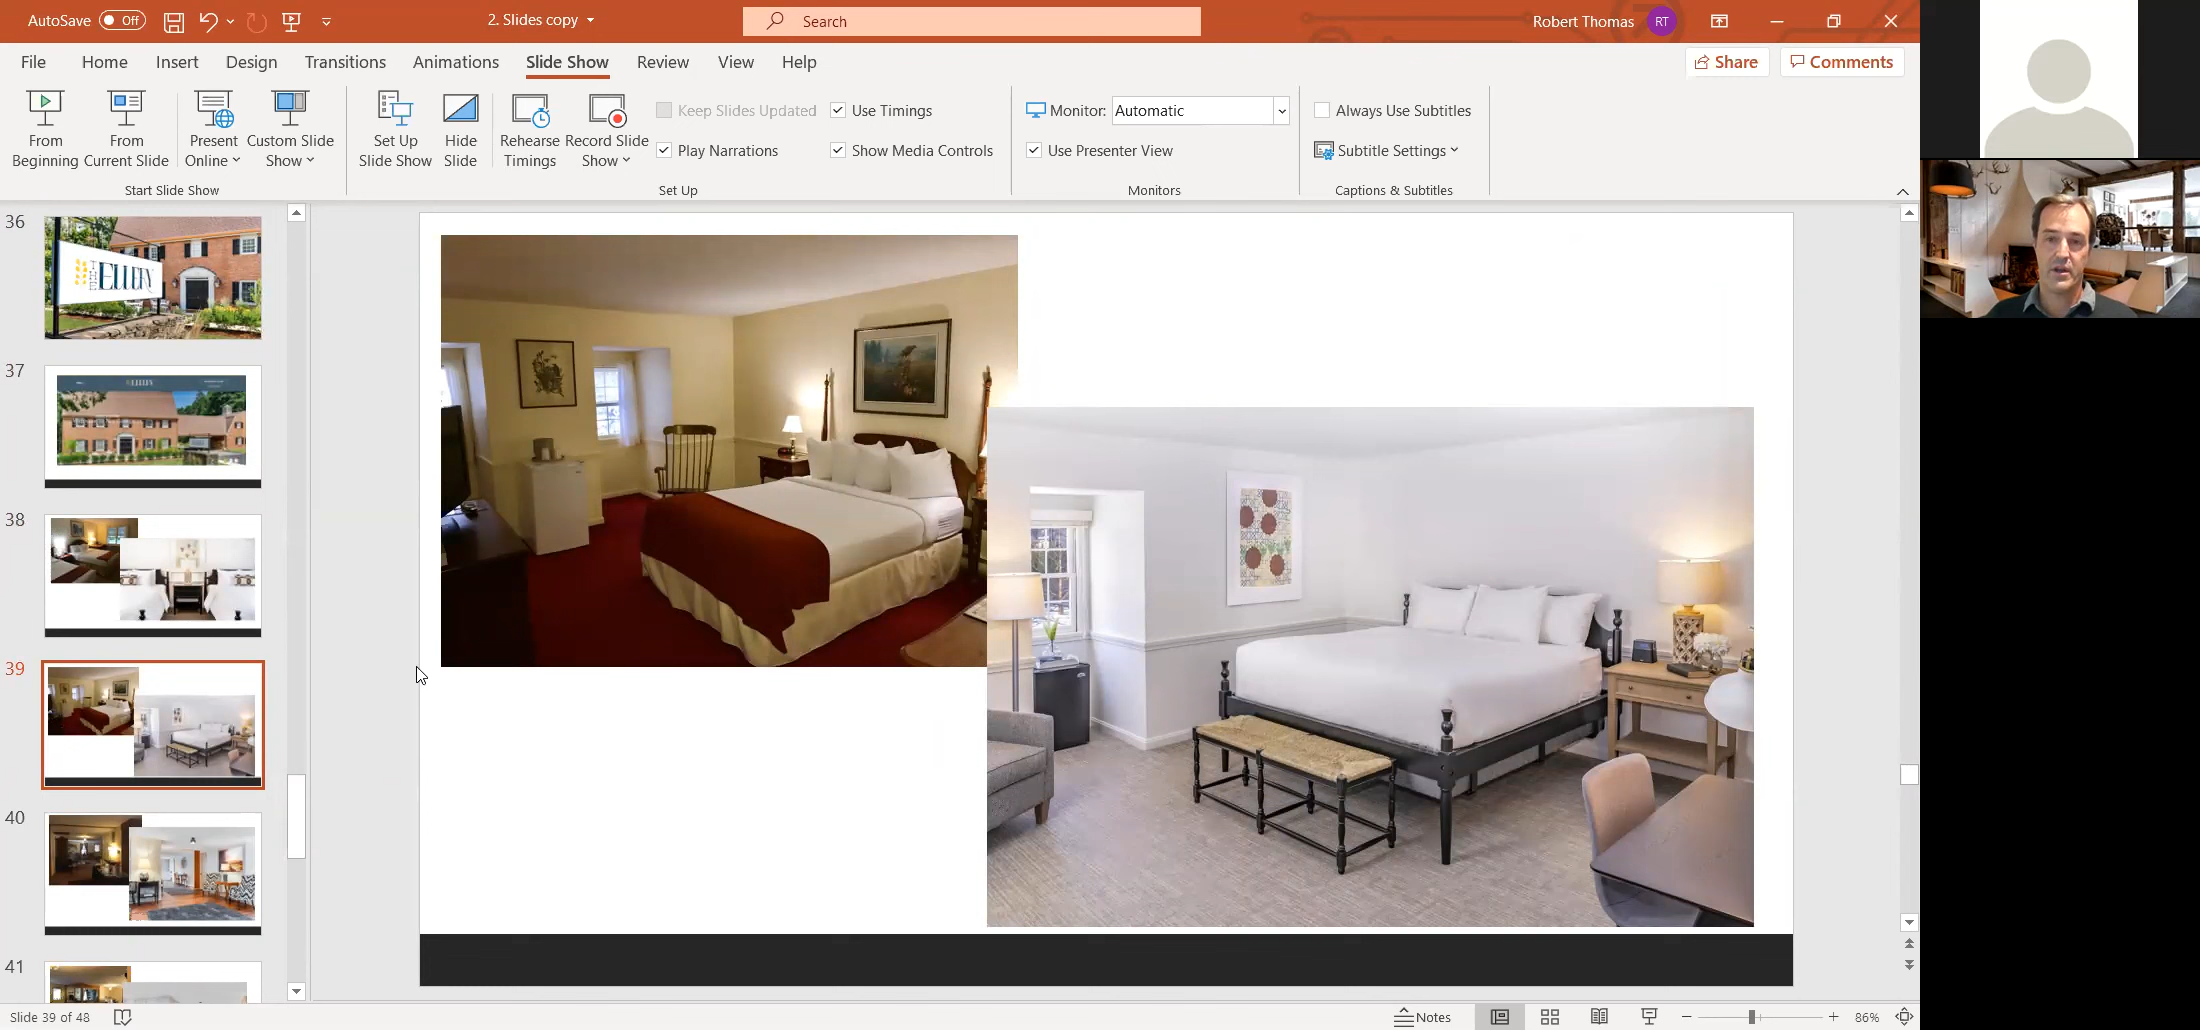 AutoSave Off
2. Slides copy
Search
Robert Thomas RT
File Home Insert Design Transitions Animations Slide Show Review View Help
Share Comments
From Beginning
From Current Slide
Present Online
Custom Slide Show
Start Slide Show
Set Up Slide Show
Hide Slide
Rehearse Timings
Record Slide Show
Keep Slides Updated
Play Narrations
Use Timings
Show Media Controls
Set Up
Monitor: Automatic
Use Presenter View
Monitors
Always Use Subtitles
Subtitle Settings
Captions & Subtitles
36
THE ELLERY
37
38
39
40
41
Slide 39 of 48
Notes
86%